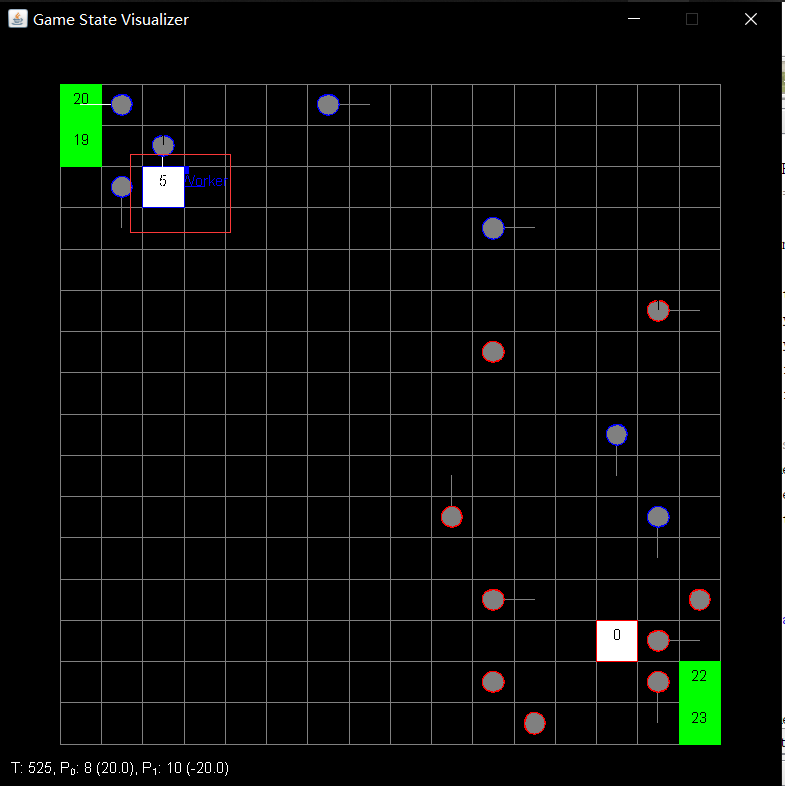 Game State Visualizer
20
19
5 Worker
0
22
23
T: 525, P₀: 8 (20.0), P₁: 10 (-20.0)